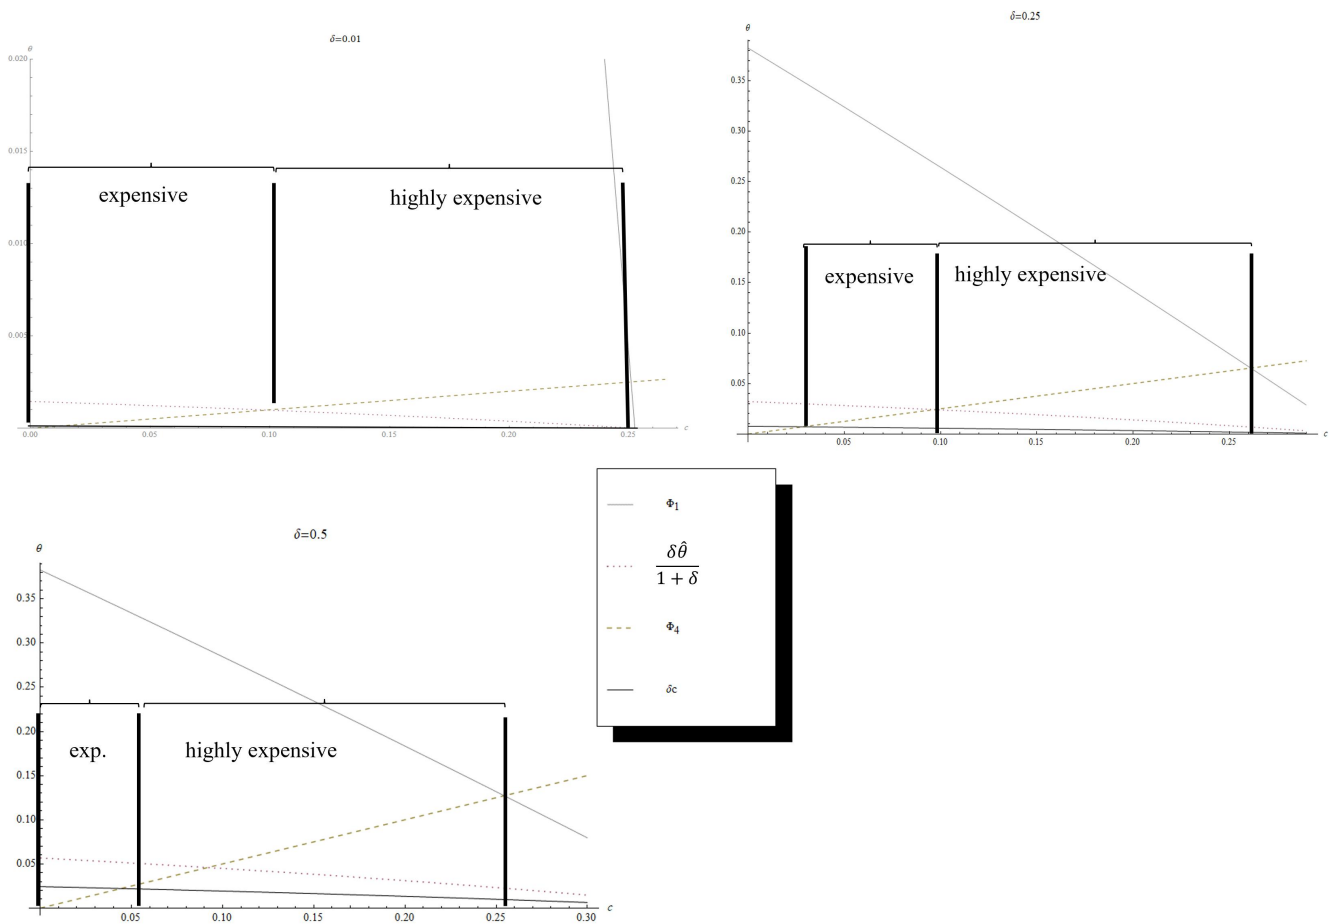 δ=0.01
θ
0.020
0.015
0.010
0.005
expensive
highly expensive
0.00 0.05 0.10 0.15 0.20 0.25 c
δ=0.25
θ
0.35
0.30
0.25
0.20
0.15
0.10
0.05
expensive
highly expensive
0.05 0.10 0.15 0.20 0.25 c
δ=0.5
θ
0.35
0.30
0.25
0.20
0.15
0.10
0.05
exp.
highly expensive
0.05 0.10 0.15 0.20 0.25 0.30 c
Φ₁
δθ̂
1 + δ
Φ₄
δc